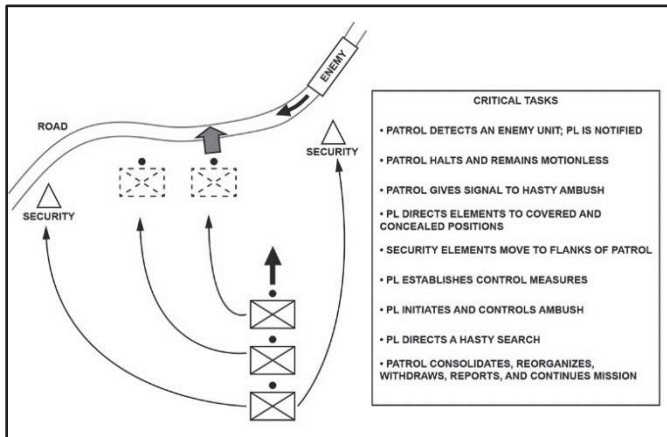 ENEMY
ROAD
SECURITY
SECURITY
CRITICAL TASKS
• PATROL DETECTS AN ENEMY UNIT; PL IS NOTIFIED
• PATROL HALTS AND REMAINS MOTIONLESS
• PATROL GIVES SIGNAL TO HASTY AMBUSH
• PL DIRECTS ELEMENTS TO COVERED AND
CONCEALED POSITIONS
• SECURITY ELEMENTS MOVE TO FLANKS OF PATROL
• PL ESTABLISHES CONTROL MEASURES
• PL INITIATES AND CONTROLS AMBUSH
• PL DIRECTS A HASTY SEARCH
• PATROL CONSOLIDATES, REORGANIZES,
WITHDRAWS, REPORTS, AND CONTINUES MISSION